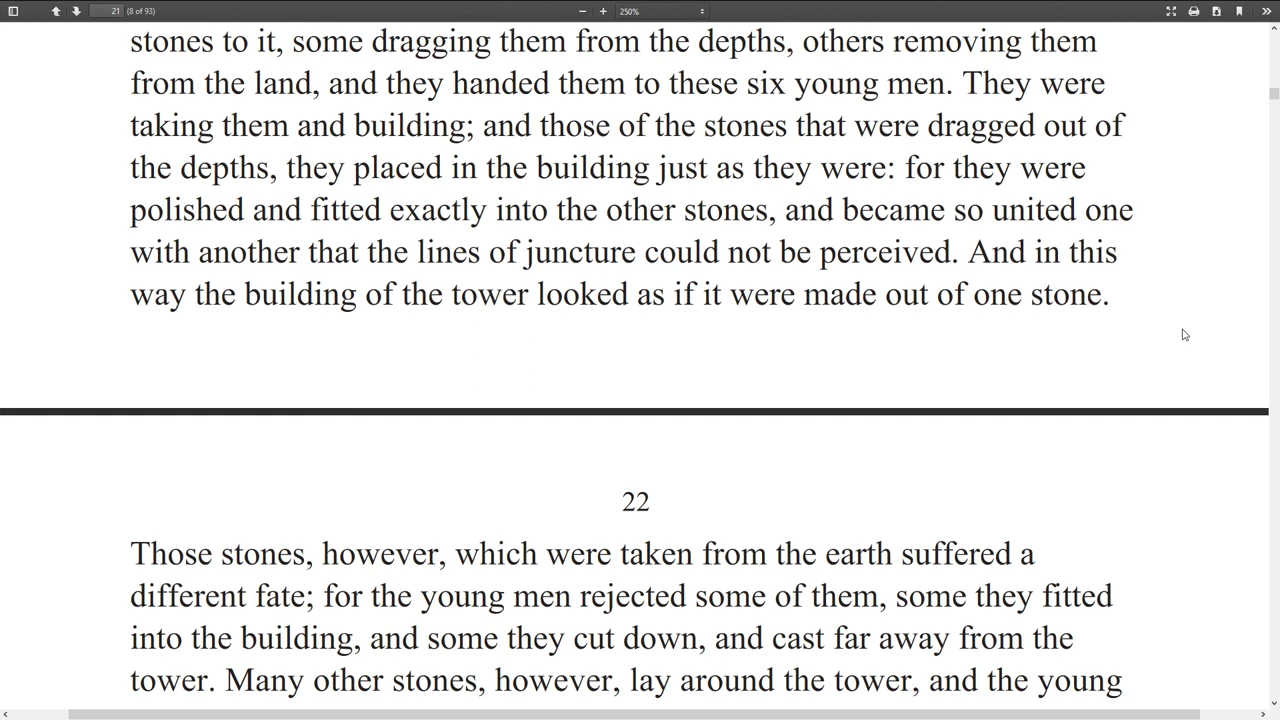 21 (8 of 93) 250%
stones to it, some dragging them from the depths, others removing them
from the land, and they handed them to these six young men. They were
taking them and building; and those of the stones that were dragged out of
the depths, they placed in the building just as they were: for they were
polished and fitted exactly into the other stones, and became so united one
with another that the lines of juncture could not be perceived. And in this
way the building of the tower looked as if it were made out of one stone.
22
Those stones, however, which were taken from the earth suffered a
different fate; for the young men rejected some of them, some they fitted
into the building, and some they cut down, and cast far away from the
tower. Many other stones, however, lay around the tower, and the young